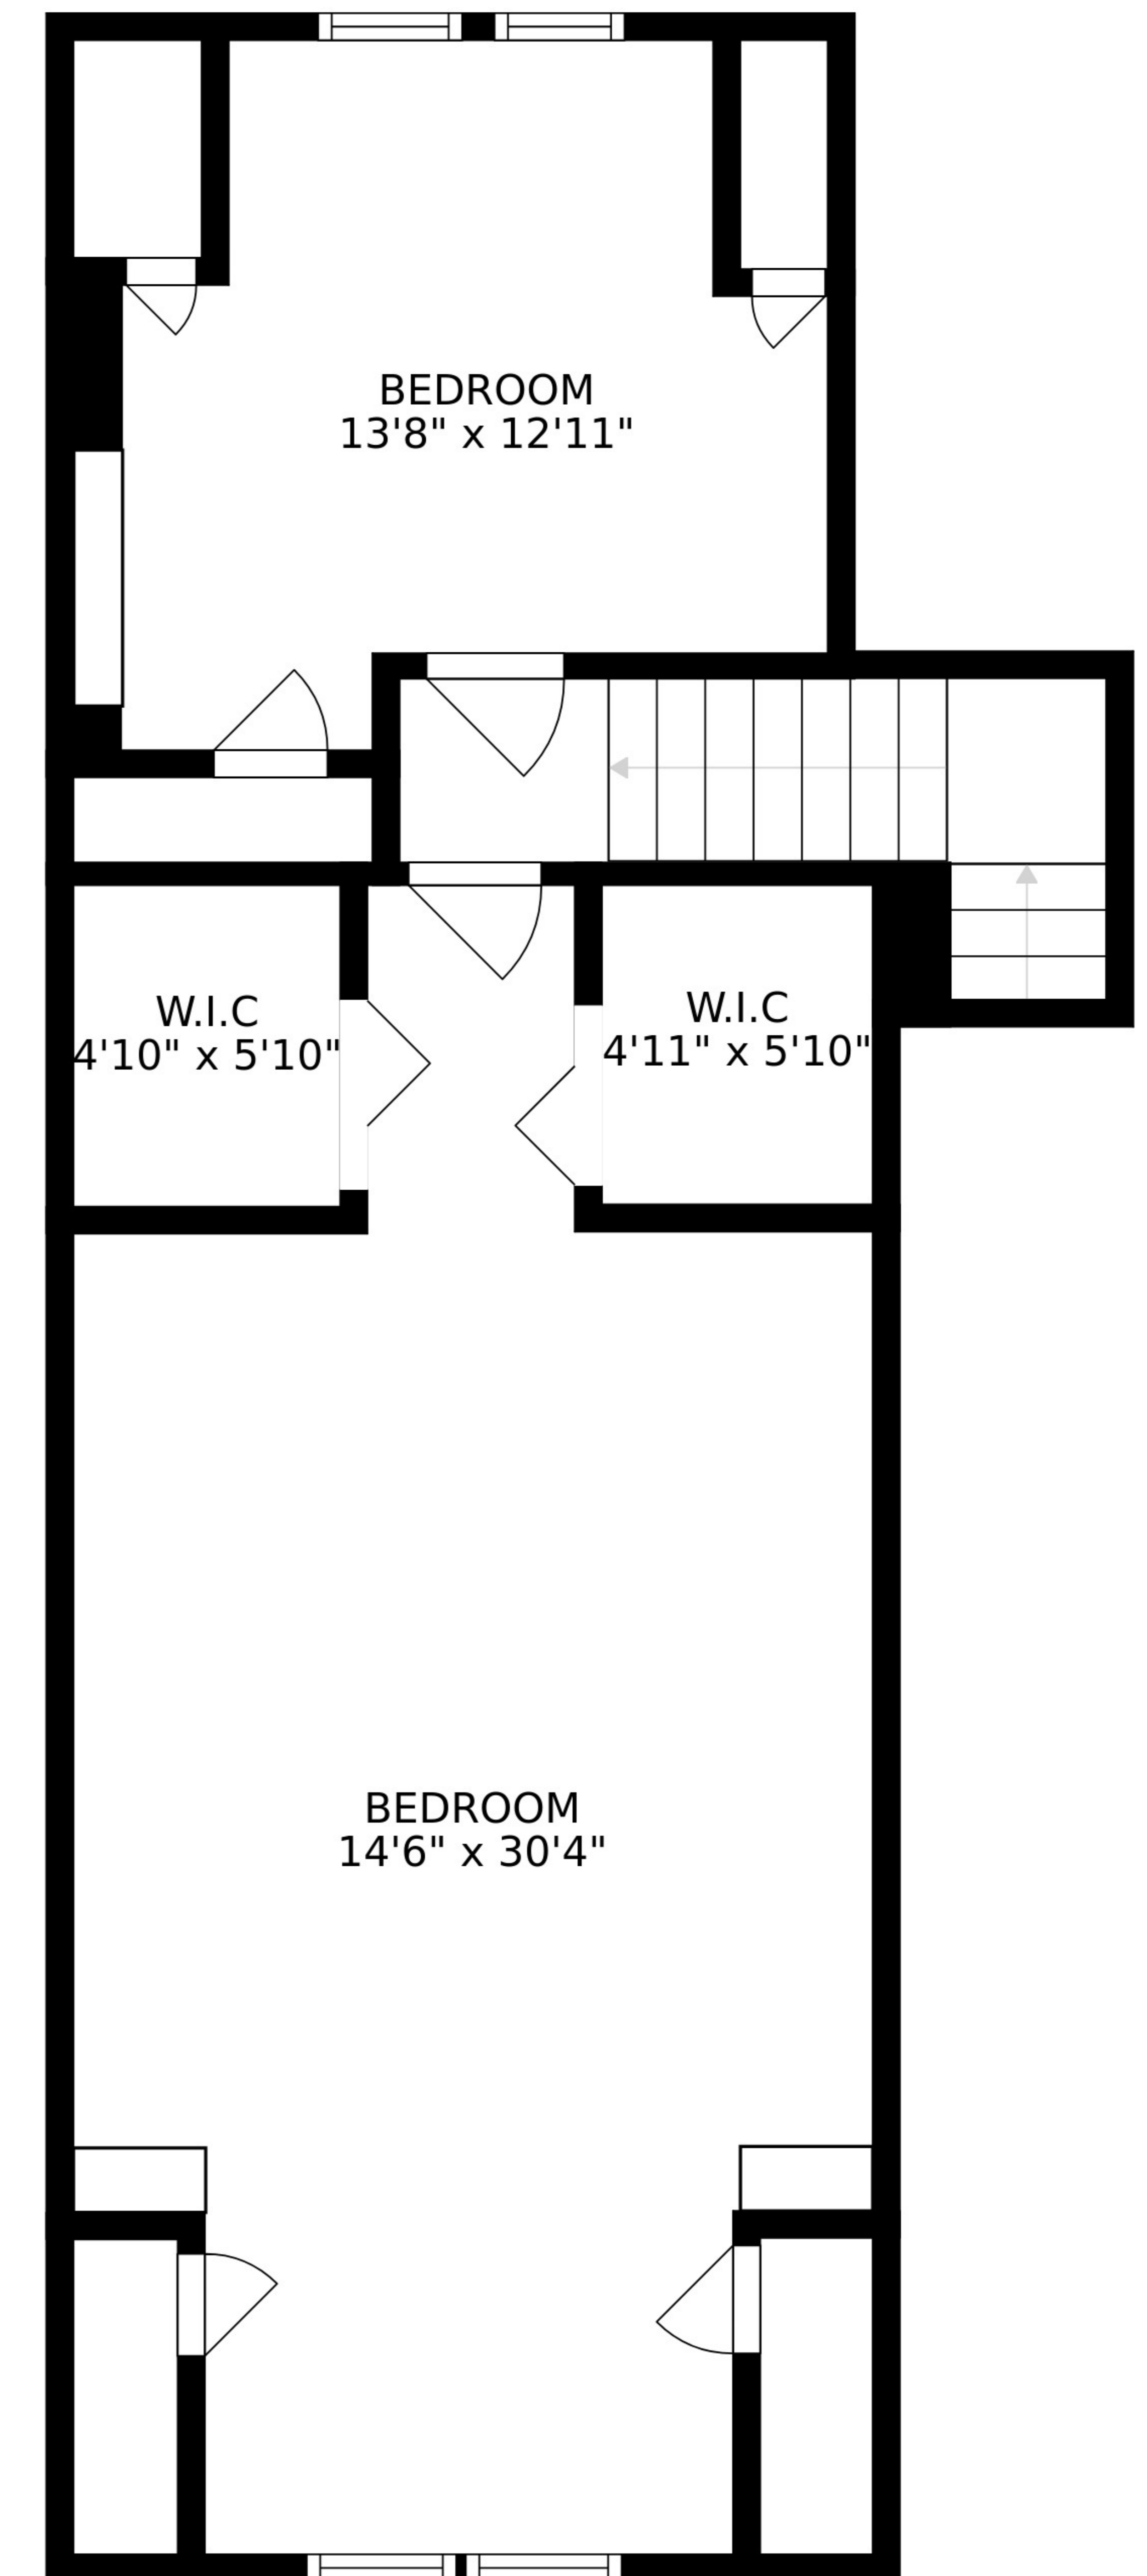 BEDROOM
13'8" x 12'11"
W.I.C
4'10" x 5'10"
W.I.C
4'11" x 5'10"
BEDROOM
14'6" x 30'4"